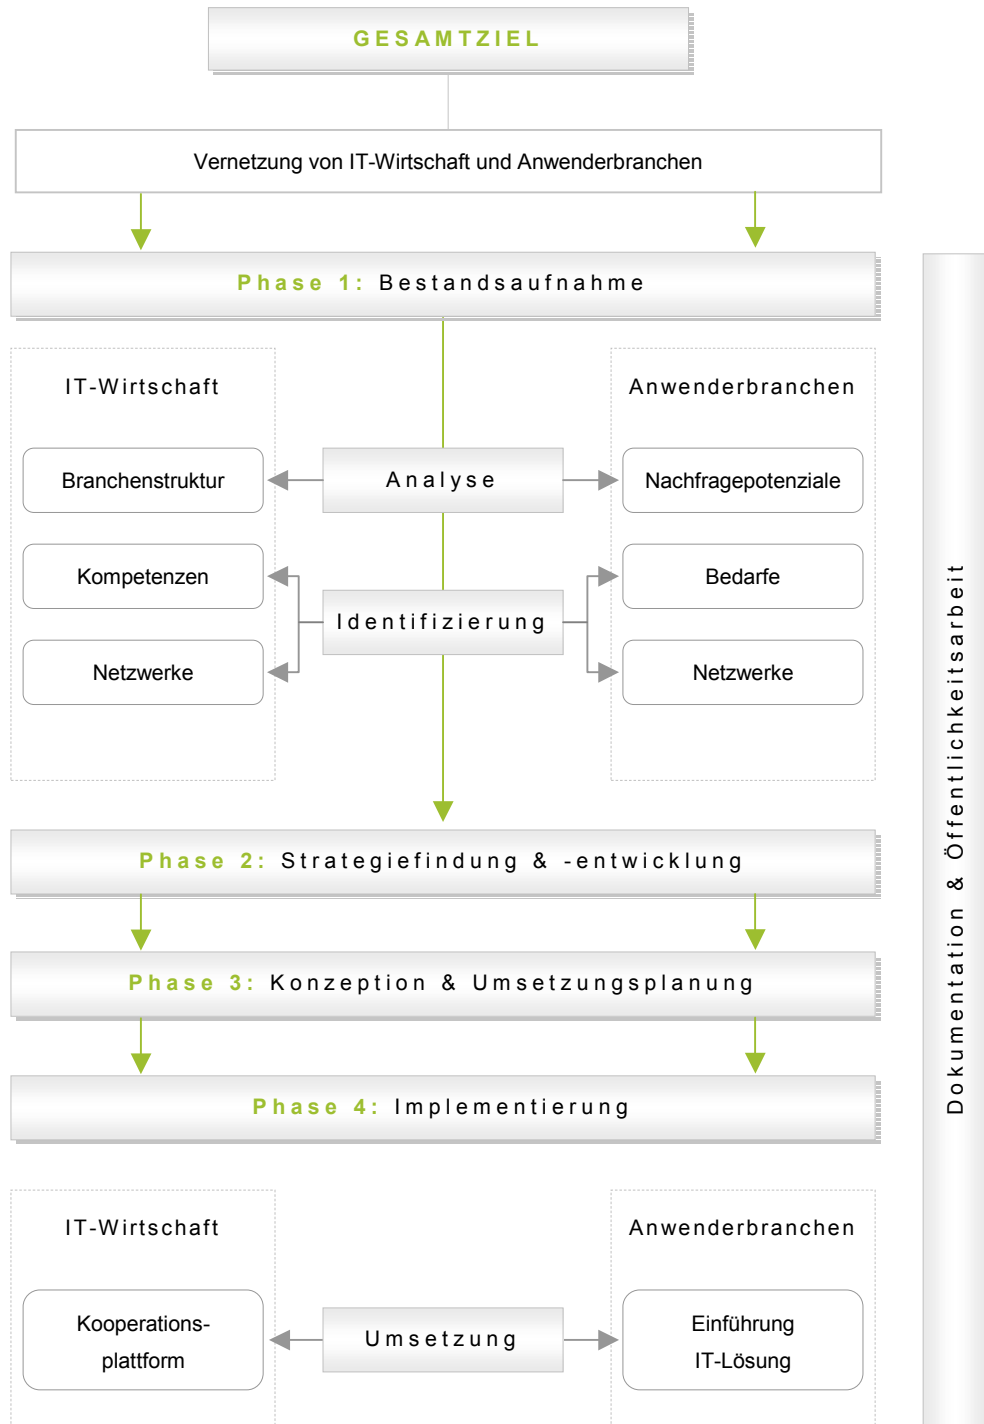 GESAMTZIEL
Vernetzung von IT-Wirtschaft und Anwenderbranchen
Phase 1: Bestandsaufnahme
IT-Wirtschaft
Anwenderbranchen
Branchenstruktur
Analyse
Nachfragepotenziale
Kompetenzen
Bedarfe
Identifizierung
Netzwerke
Netzwerke
Phase 2: Strategiefindung & -entwicklung
Phase 3: Konzeption & Umsetzungsplanung
Phase 4: Implementierung
IT-Wirtschaft
Anwenderbranchen
Kooperations-
plattform
Umsetzung
Einführung
IT-Lösung
Dokumentation & Öffentlichkeitsarbeit